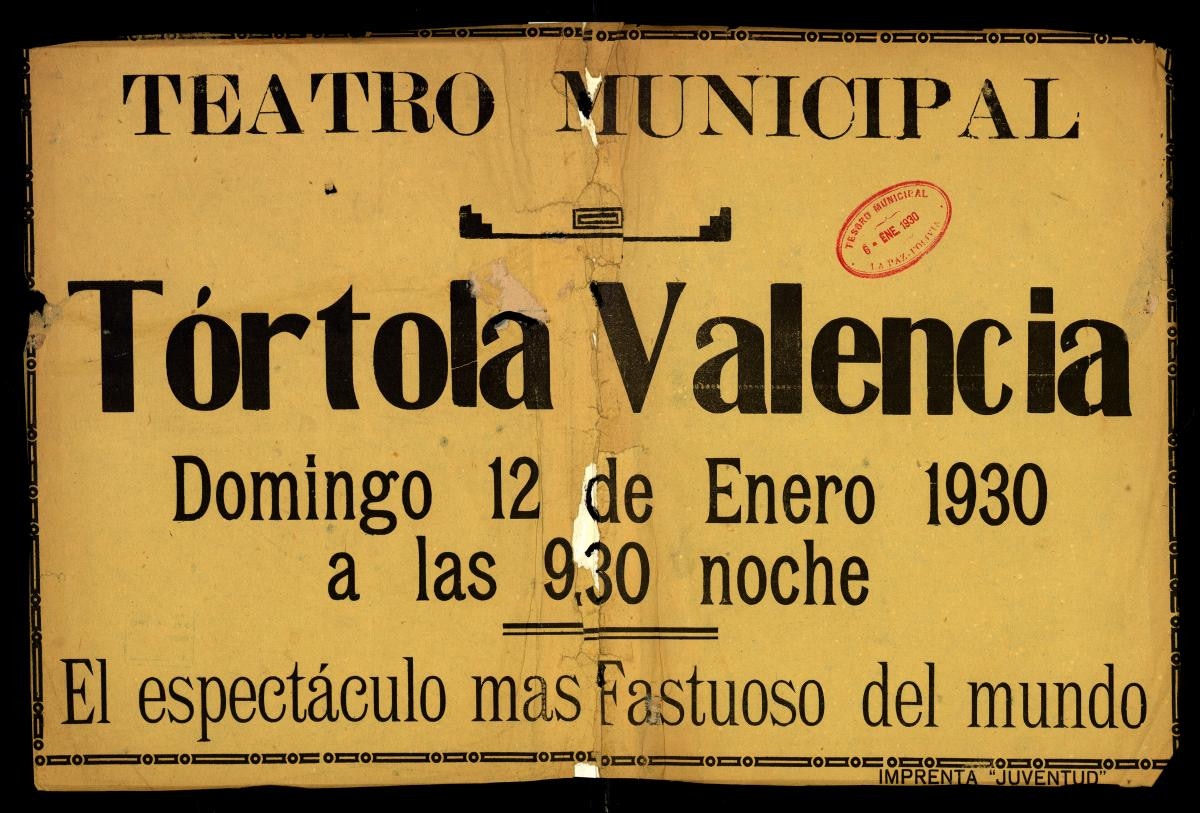 TEATRO MUNICIPAL
TESORO MUNICIPAL
6 - ENE. 1930
LA PAZ - BOLIVIA
Tórtola Valencia
Domingo 12 de Enero 1930
a las 9,30 noche
El espectáculo mas Fastuoso del mundo
IMPRENTA "JUVENTUD"